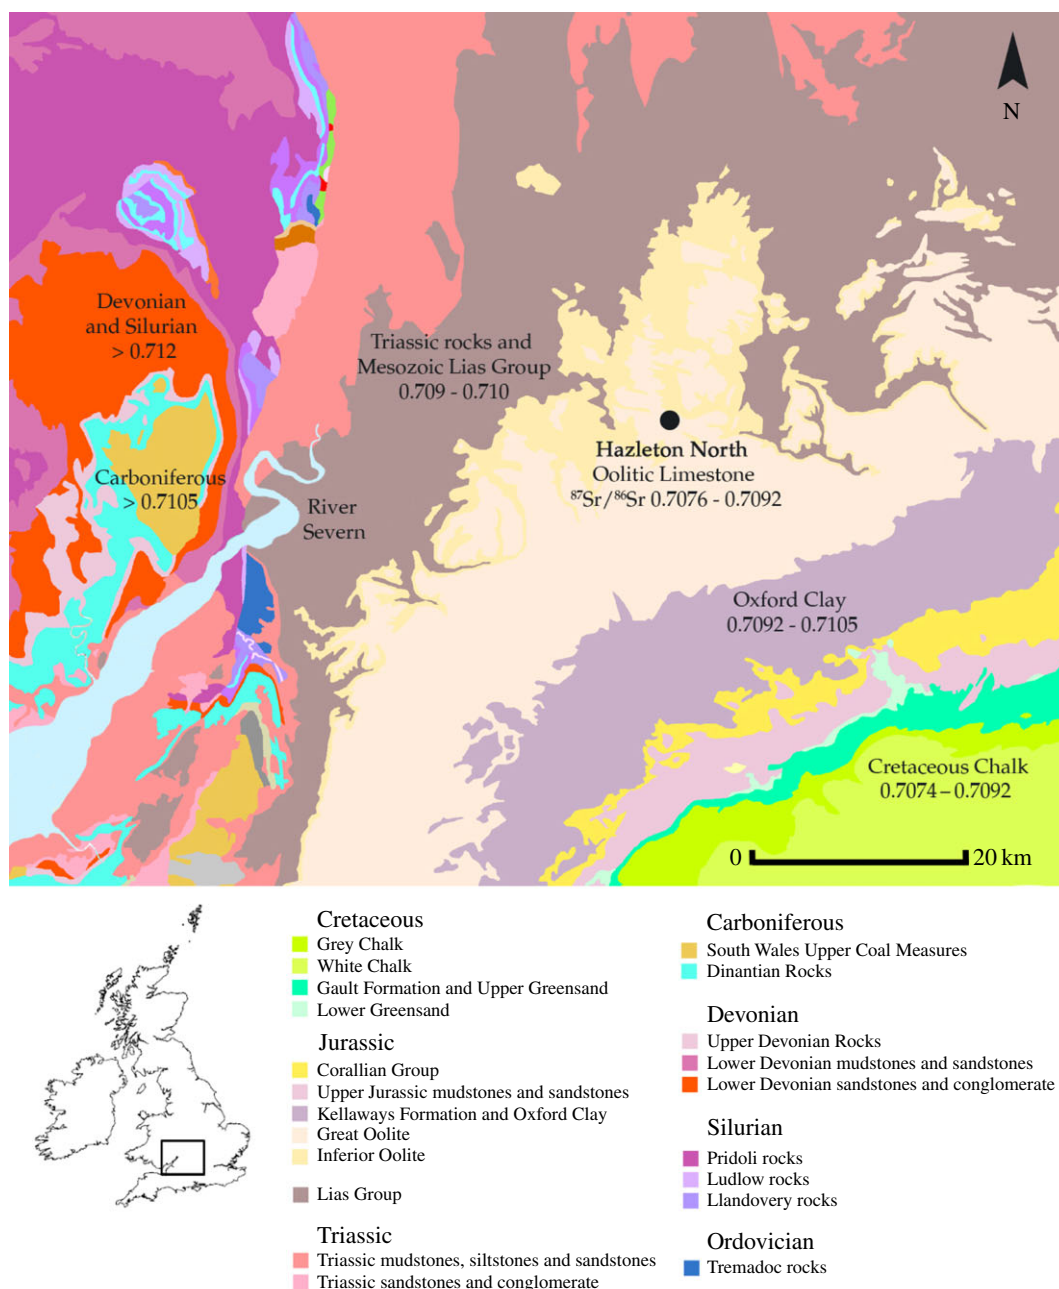 N
Devonian
and Silurian
> 0.712
Triassic rocks and
Mesozoic Lias Group
0.709 - 0.710
Carboniferous
> 0.7105
River
Severn
Hazleton North
Oolitic Limestone
⁸⁷Sr/⁸⁶Sr 0.7076 - 0.7092
Oxford Clay
0.7092 - 0.7105
Cretaceous Chalk
0.7074 – 0.7092
0 20 km
Cretaceous
Grey Chalk
White Chalk
Gault Formation and Upper Greensand
Lower Greensand
Jurassic
Corallian Group
Upper Jurassic mudstones and sandstones
Kellaways Formation and Oxford Clay
Great Oolite
Inferior Oolite
Lias Group
Triassic
Triassic mudstones, siltstones and sandstones
Triassic sandstones and conglomerate
Carboniferous
South Wales Upper Coal Measures
Dinantian Rocks
Devonian
Upper Devonian Rocks
Lower Devonian mudstones and sandstones
Lower Devonian sandstones and conglomerate
Silurian
Pridoli rocks
Ludlow rocks
Llandovery rocks
Ordovician
Tremadoc rocks